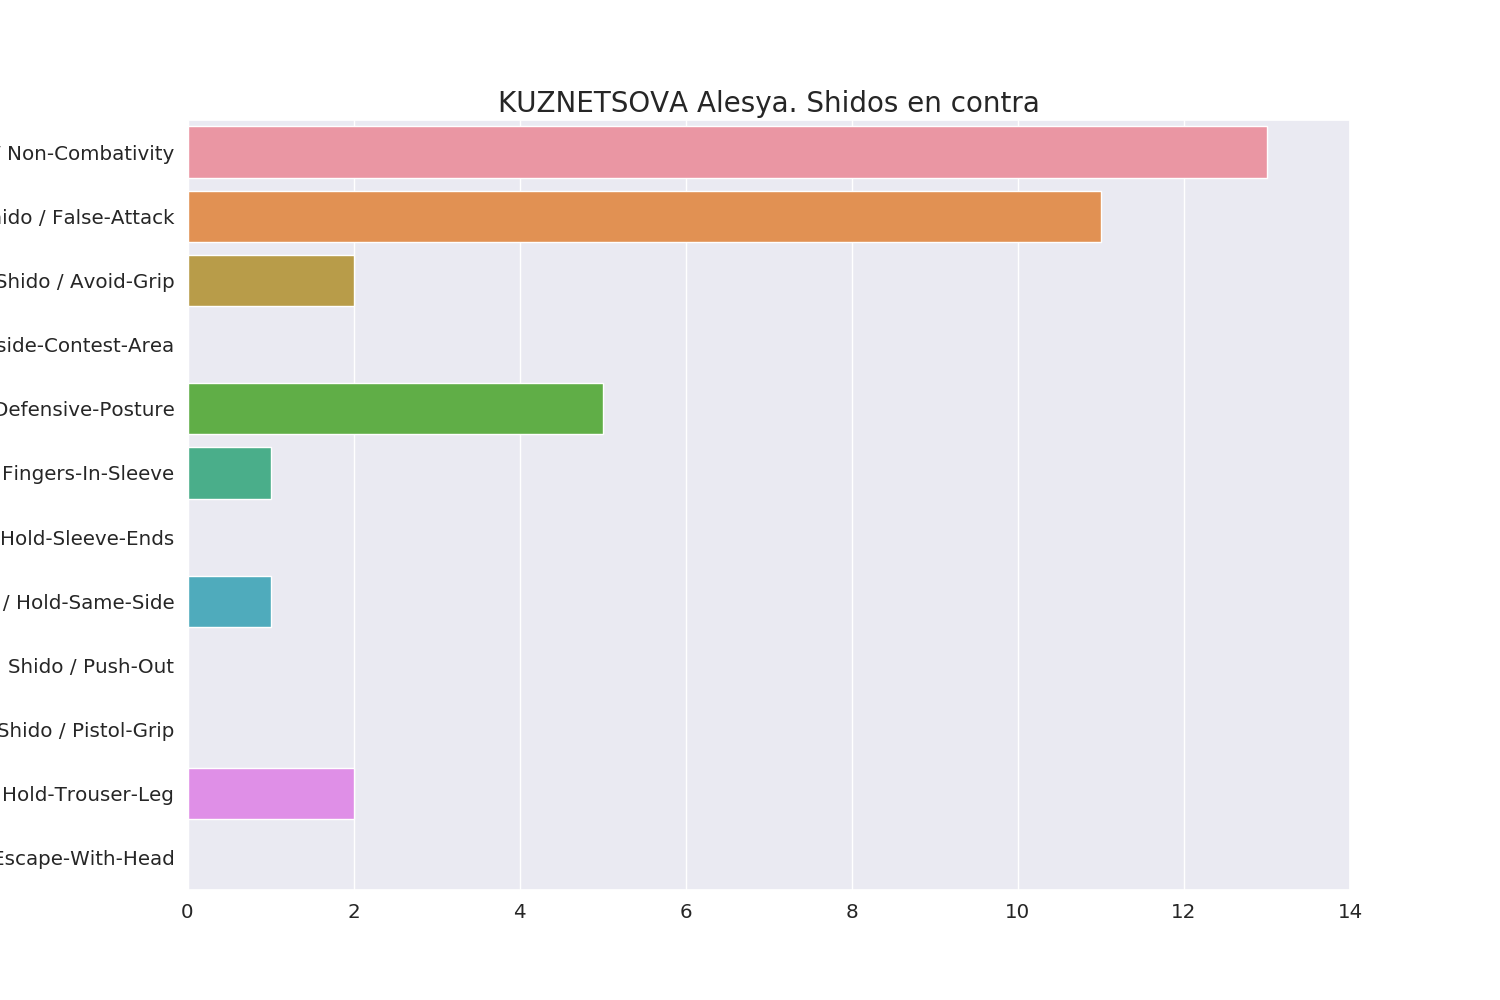 KUZNETSOVA Alesya. Shidos en contra
/ Non-Combativity
ido / False-Attack
Shido / Avoid-Grip
side-Contest-Area
Defensive-Posture
Fingers-In-Sleeve
Hold-Sleeve-Ends
/ Hold-Same-Side
Shido / Push-Out
Shido / Pistol-Grip
Hold-Trouser-Leg
Escape-With-Head
0 2 4 6 8 10 12 14